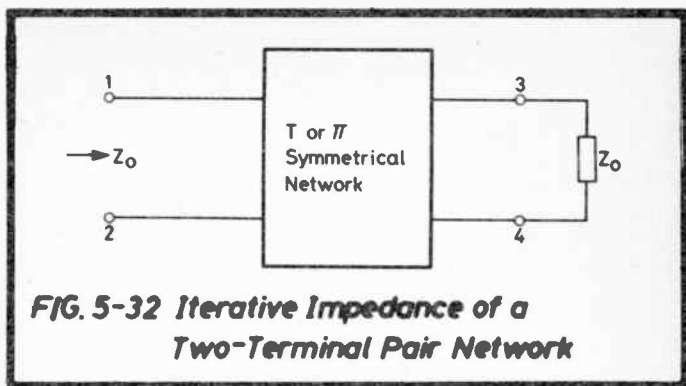 1
3
T or π
Symmetrical
Network
Z₀
Z₀
2
4
FIG. 5-32 Iterative Impedance of a
Two-Terminal Pair Network